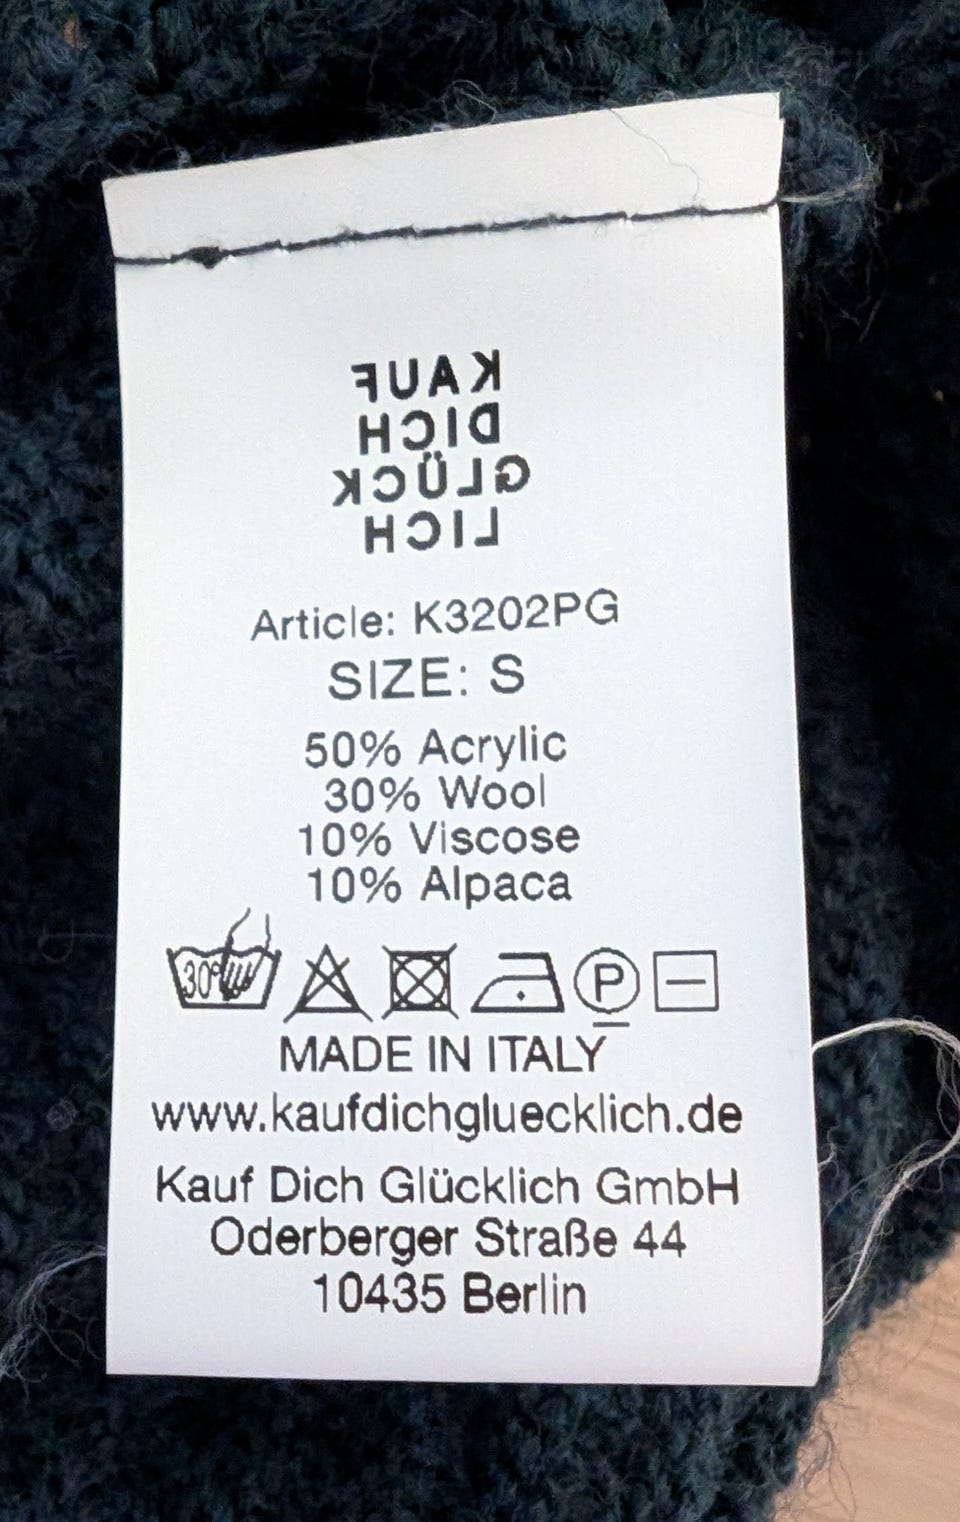 KAUF
DICH
GLÜCK
LICH
Article: K3202PG
SIZE: S
50% Acrylic
30% Wool
10% Viscose
10% Alpaca
30° P
MADE IN ITALY
www.kaufdichgluecklich.de
Kauf Dich Glücklich GmbH
Oderberger Straße 44
10435 Berlin